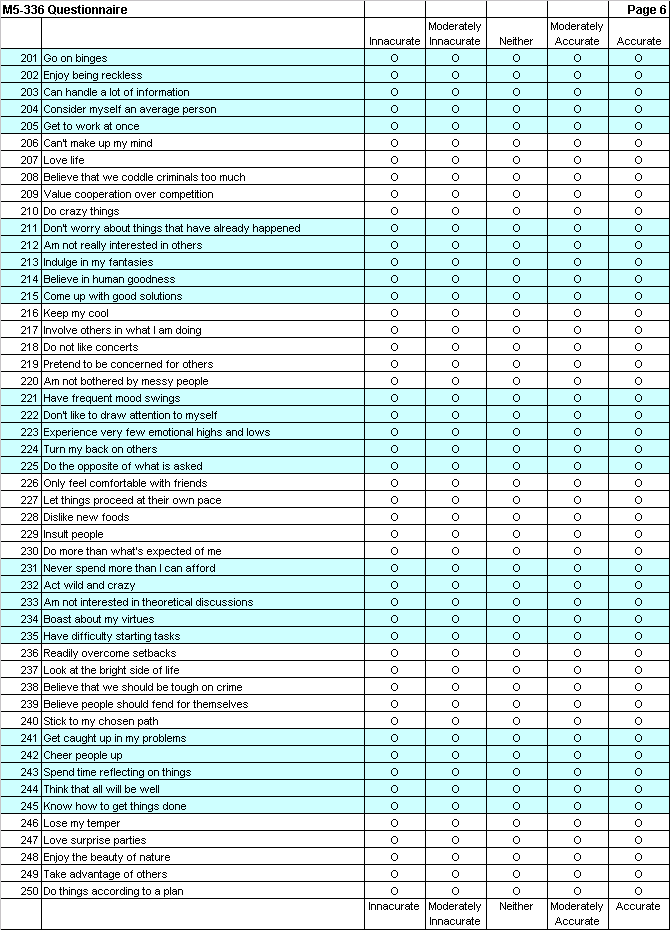 M5-336 Questionnaire Page 6
Moderately Moderately
Innacurate Innacurate Neither Accurate Accurate
201 Go on binges O O O O O
202 Enjoy being reckless O O O O O
203 Can handle a lot of information O O O O O
204 Consider myself an average person O O O O O
205 Get to work at once O O O O O
206 Can't make up my mind O O O O O
207 Love life O O O O O
208 Believe that we coddle criminals too much O O O O O
209 Value cooperation over competition O O O O O
210 Do crazy things O O O O O
211 Don't worry about things that have already happened O O O O O
212 Am not really interested in others O O O O O
213 Indulge in my fantasies O O O O O
214 Believe in human goodness O O O O O
215 Come up with good solutions O O O O O
216 Keep my cool O O O O O
217 Involve others in what I am doing O O O O O
218 Do not like concerts O O O O O
219 Pretend to be concerned for others O O O O O
220 Am not bothered by messy people O O O O O
221 Have frequent mood swings O O O O O
222 Don't like to draw attention to myself O O O O O
223 Experience very few emotional highs and lows O O O O O
224 Turn my back on others O O O O O
225 Do the opposite of what is asked O O O O O
226 Only feel comfortable with friends O O O O O
227 Let things proceed at their own pace O O O O O
228 Dislike new foods O O O O O
229 Insult people O O O O O
230 Do more than what's expected of me O O O O O
231 Never spend more than I can afford O O O O O
232 Act wild and crazy O O O O O
233 Am not interested in theoretical discussions O O O O O
234 Boast about my virtues O O O O O
235 Have difficulty starting tasks O O O O O
236 Readily overcome setbacks O O O O O
237 Look at the bright side of life O O O O O
238 Believe that we should be tough on crime O O O O O
239 Believe people should fend for themselves O O O O O
240 Stick to my chosen path O O O O O
241 Get caught up in my problems O O O O O
242 Cheer people up O O O O O
243 Spend time reflecting on things O O O O O
244 Think that all will be well O O O O O
245 Know how to get things done O O O O O
246 Lose my temper O O O O O
247 Love surprise parties O O O O O
248 Enjoy the beauty of nature O O O O O
249 Take advantage of others O O O O O
250 Do things according to a plan O O O O O
Innacurate Moderately Neither Moderately Accurate
Innacurate Accurate